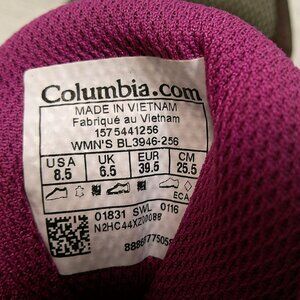 Columbia.com
MADE IN VIETNAM
Fabriqué au Vietnam
1575441256
WMN'S BL3946-256
USA UK EUR CM
8.5 6.5 39.5 25.5
ECA
01831 SWL 0116